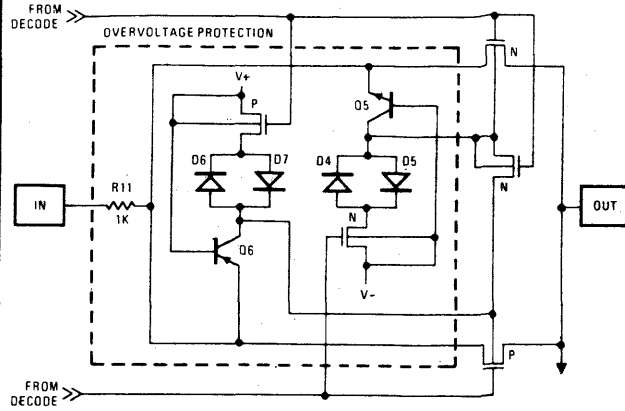 FROM
DECODE
OVERVOLTAGE PROTECTION
N
V+
P
Q5
D6
D7
D4
D5
N
IN
R11
1K
OUT
N
Q6
V-
P
FROM
DECODE